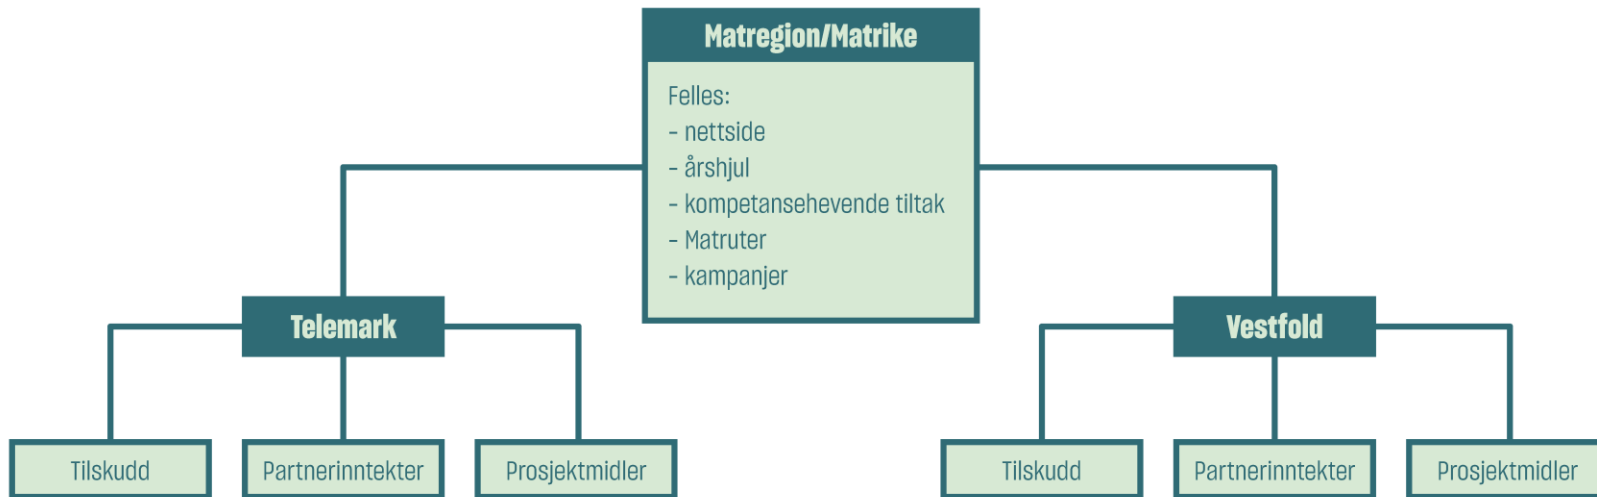 Matregion/Matrike
Felles:
- nettside
- årshjul
- kompetansehevende tiltak
- Matruter
- kampanjer
Telemark
Vestfold
Tilskudd
Partnerinntekter
Prosjektmidler
Tilskudd
Partnerinntekter
Prosjektmidler